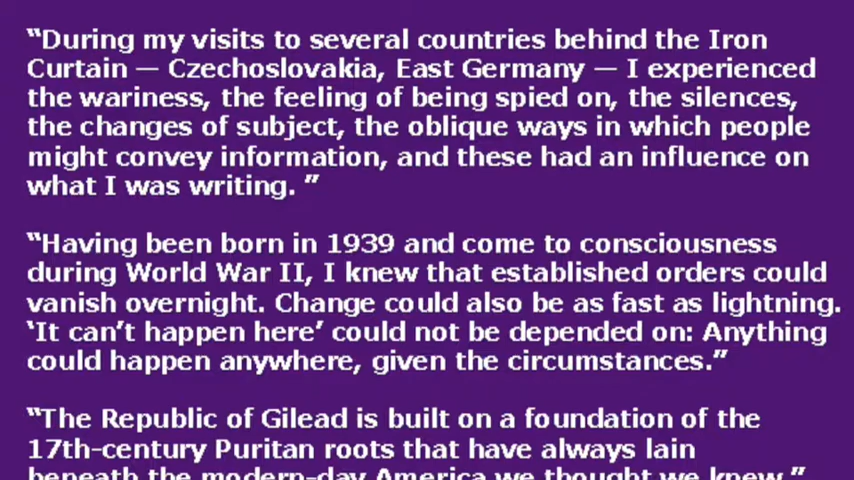 “During my visits to several countries behind the Iron
Curtain — Czechoslovakia, East Germany — I experienced
the wariness, the feeling of being spied on, the silences,
the changes of subject, the oblique ways in which people
might convey information, and these had an influence on
what I was writing. ”
“Having been born in 1939 and come to consciousness
during World War II, I knew that established orders could
vanish overnight. Change could also be as fast as lightning.
‘It can’t happen here’ could not be depended on: Anything
could happen anywhere, given the circumstances.”
“The Republic of Gilead is built on a foundation of the
17th-century Puritan roots that have always lain
beneath the modern-day America we thought we knew.”